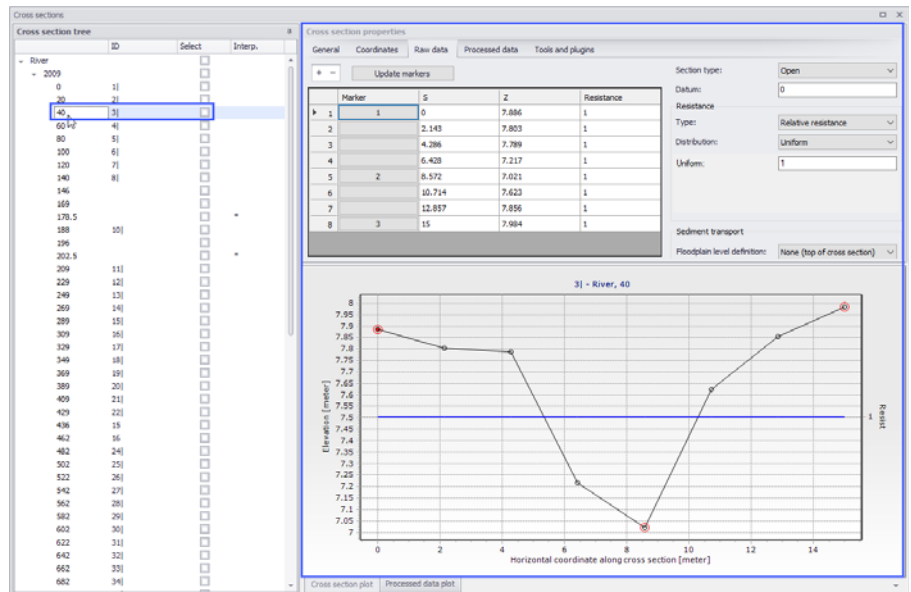 Cross sections
Cross section tree
ID Select Interp.
River
2009
0 1|
20 2|
40 3|
60 4|
80 5|
100 6|
120 7|
140 8|
146
169
178.5 *
188 10|
196
202.5 *
209 11|
229 12|
249 13|
269 14|
289 15|
309 16|
329 17|
349 18|
369 19|
389 20|
409 21|
429 22|
436 15
462 16
482 24|
502 25|
522 26|
542 27|
562 28|
582 29|
602 30|
622 31|
642 32|
662 33|
682 34|
Cross section properties
General Coordinates Raw data Processed data Tools and plugins
+ − Update markers
Marker S Z Resistance
1 1 0 7.886 1
2 2.143 7.803 1
3 4.286 7.789 1
4 6.428 7.217 1
5 2 8.572 7.021 1
6 10.714 7.623 1
7 12.857 7.856 1
8 3 15 7.984 1
Section type: Open
Datum: 0
Resistance
Type: Relative resistance
Distribution: Uniform
Uniform: 1
Sediment transport
Floodplain level definition: None (top of cross section)
3| - River, 40
Elevation [meter]
8
7.95
7.9
7.85
7.8
7.75
7.7
7.65
7.6
7.55
7.5
7.45
7.4
7.35
7.3
7.25
7.2
7.15
7.1
7.05
7
1
Resist
0 2 4 6 8 10 12 14
Horizontal coordinate along cross section [meter]
Cross section plot Processed data plot